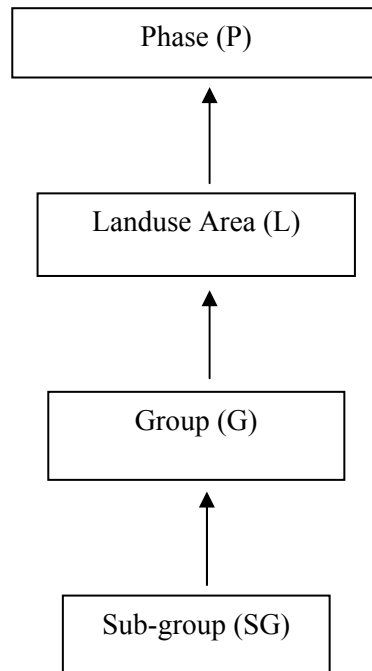 Phase (P)
Landuse Area (L)
Group (G)
Sub-group (SG)